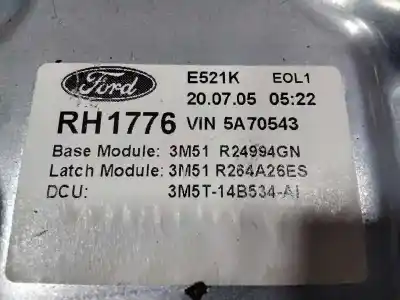 Ford E521K EOL1
20.07.05 05:22
RH1776 VIN 5A70543
Base Module: 3M51 R24994GN
Latch Module: 3M51 R264A26ES
DCU: 3M5T-14B534-AI